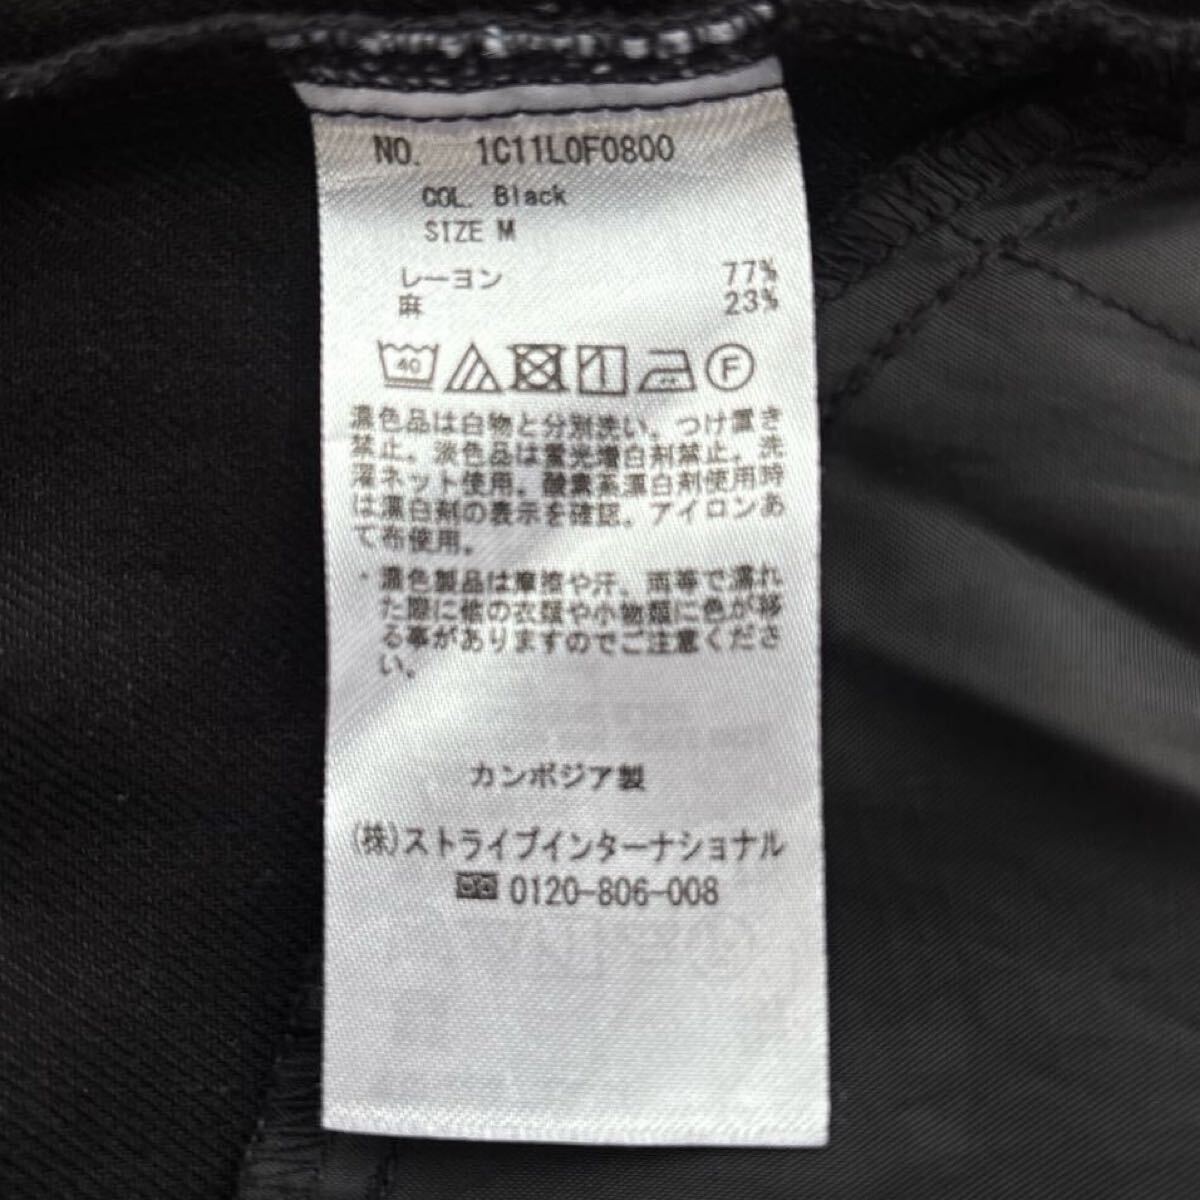 NO. 1C11L0F0800
COL. Black
SIZE M
レーヨン 77%
麻 23%
40
F
濃色品は白物と分別洗い。つけ置き
禁止。淡色品は蛍光増白剤禁止。洗
濯ネット使用。酸素系漂白剤使用時
は漂白剤の表示を確認。アイロンあ
て布使用。
・濃色製品は摩擦や汗、雨等で濡れ
た際に他の衣類や小物類に色が移
る事がありますのでご注意くださ
い。
カンボジア製
(株)ストライプインターナショナル
0120-806-008